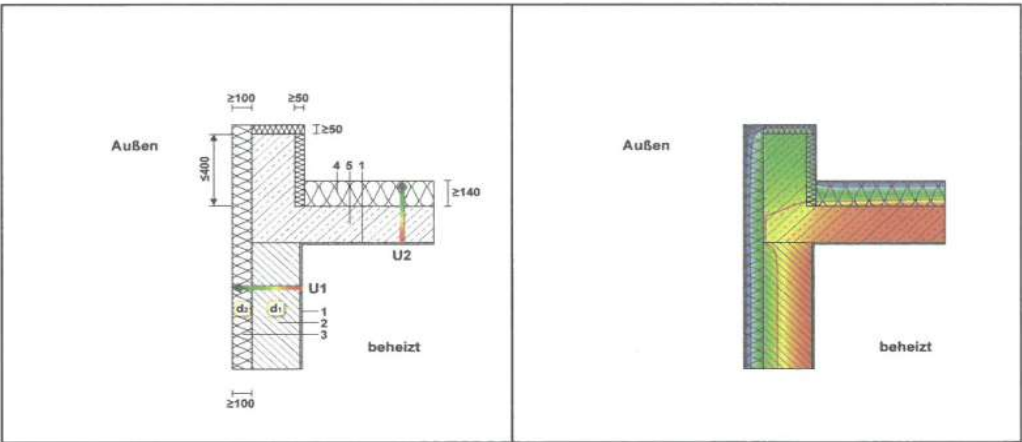 ≥100
≥50
≥50
Außen
≤400
4 5 1
≥140
U2
U1
d₂
d₁
1
2
3
beheizt
≥100
Außen
beheizt